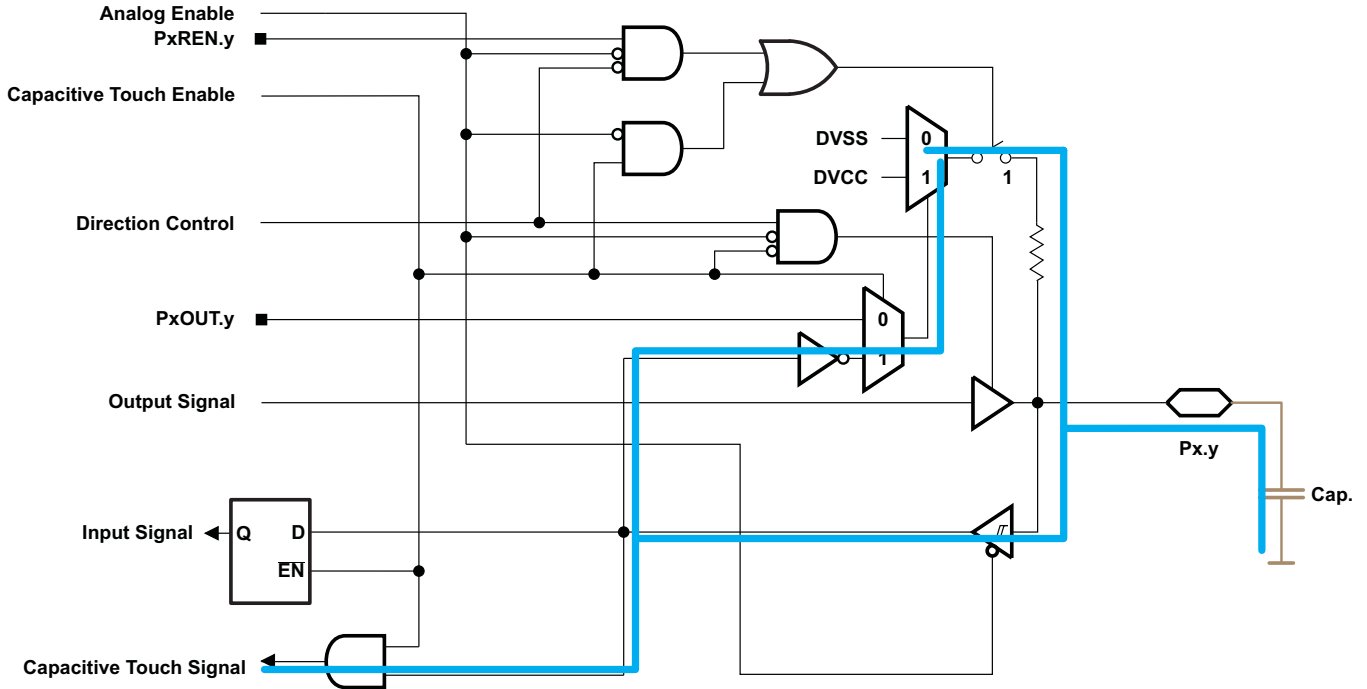 Analog Enable
PxREN.y
Capacitive Touch Enable
DVSS
0
DVCC
1
1
Direction Control
PxOUT.y
0
1
Output Signal
Px.y
Cap.
Input Signal
Q
D
EN
Capacitive Touch Signal